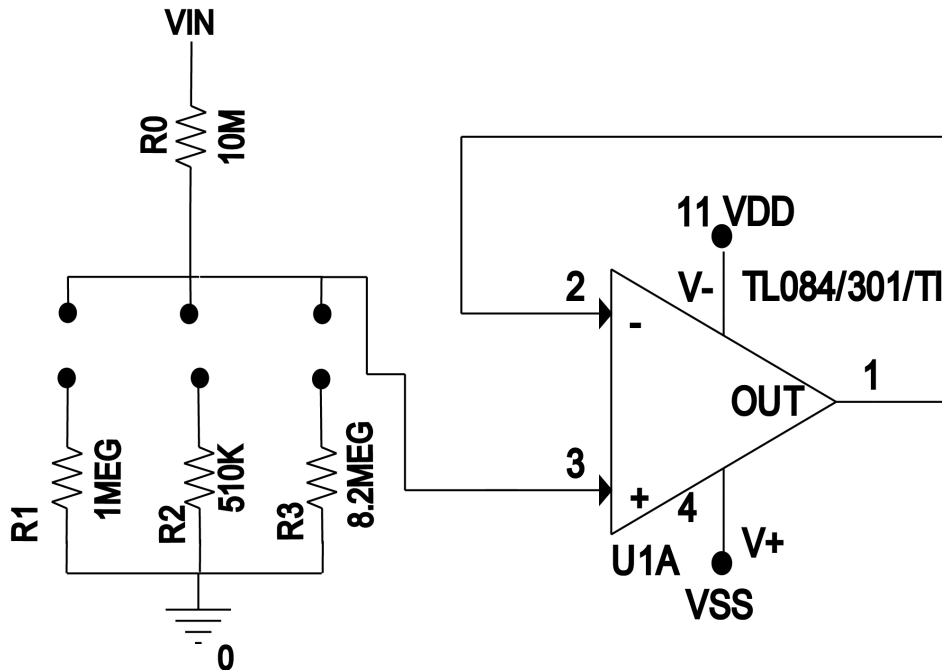 VIN
R0
10M
11 VDD
2
V-
TL084/301/TI
-
OUT
1
3
+
4
U1A
V+
VSS
R1
1MEG
R2
510K
R3
8.2MEG
0